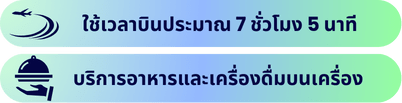 ใช้เวลาบินประมาณ 7 ชั่วโมง 5 นาที
บริการอาหารและเครื่องดื่มบนเครื่อง